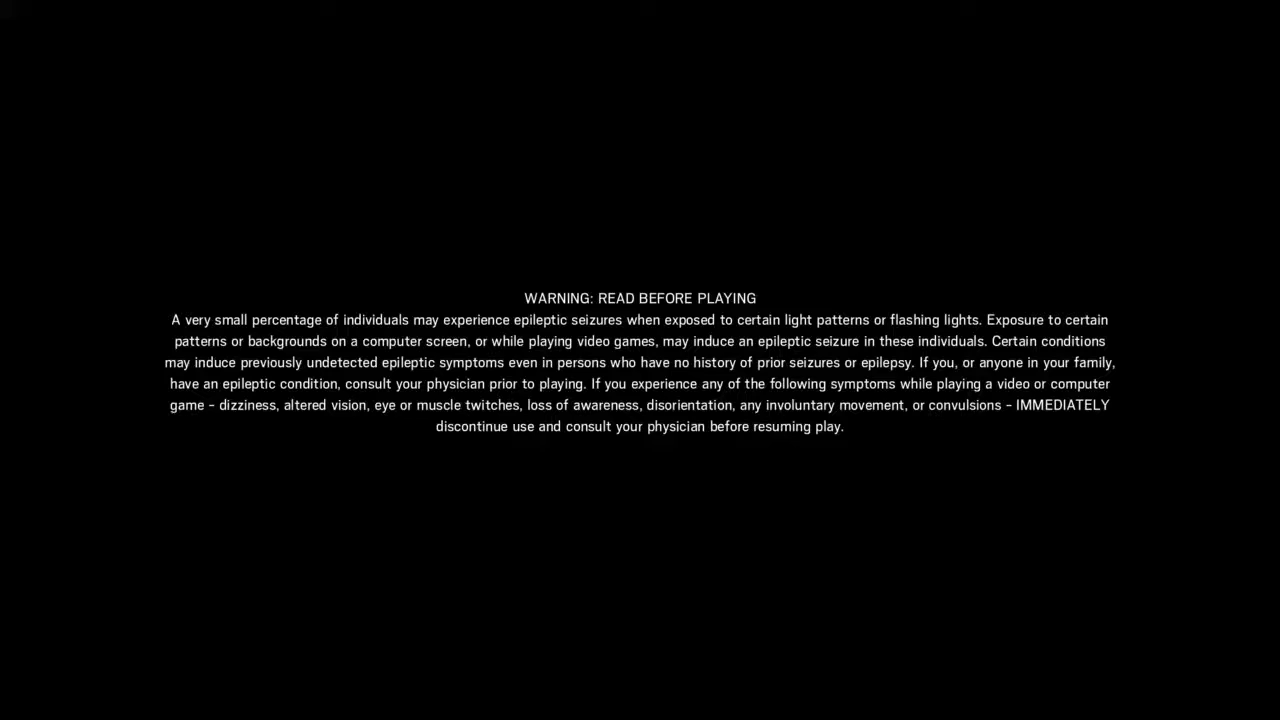 WARNING: READ BEFORE PLAYING
A very small percentage of individuals may experience epileptic seizures when exposed to certain light patterns or flashing lights. Exposure to certain
patterns or backgrounds on a computer screen, or while playing video games, may induce an epileptic seizure in these individuals. Certain conditions
may induce previously undetected epileptic symptoms even in persons who have no history of prior seizures or epilepsy. If you, or anyone in your family,
have an epileptic condition, consult your physician prior to playing. If you experience any of the following symptoms while playing a video or computer
game – dizziness, altered vision, eye or muscle twitches, loss of awareness, disorientation, any involuntary movement, or convulsions – IMMEDIATELY
discontinue use and consult your physician before resuming play.